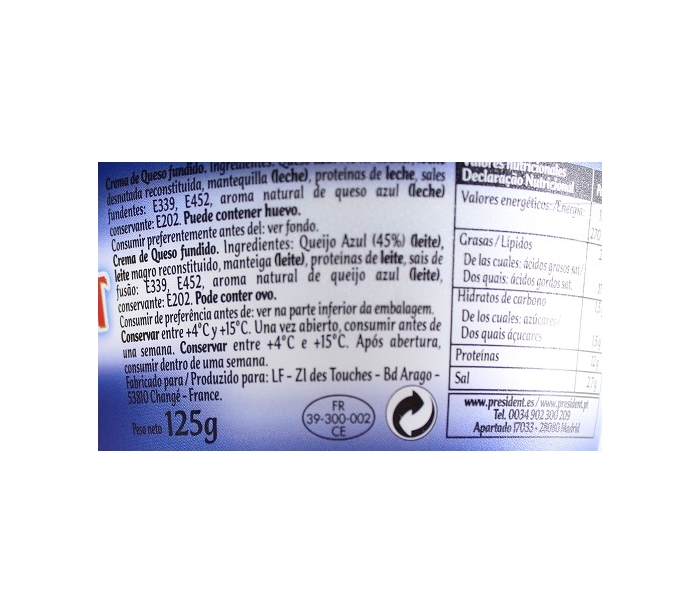 Crema de Queso fundido. Ingredientes:
desnatada reconstituida, mantequilla (leche), proteínas de leche, sales
fundentes: E339, E452, aroma natural de queso azul (leche)
conservante: E202. Puede contener huevo.
Consumir preferentemente antes del: ver fondo.
Crema de Queso fundido. Ingredientes: Queijo Azul (45%) (leite),
leite magro reconstituido, manteiga (leite), proteínas de leite, sais de
fusão: E339, E452, aroma natural de queijo azul (leite),
conservante: E202. Pode conter ovo.
Consumir de preferência antes de: ver na parte inferior da embalagem.
Conservar entre +4°C y +15°C. Una vez abierto, consumir antes de
una semana. Conservar entre +4°C e +15°C. Após abertura,
consumir dentro de uma semana.
Fabricado para / Produzido para: LF - ZI des Touches - Bd Arago -
53810 Changé - France.
Peso neto 125g
FR
39-300-002
CE
Valores nutricionales
Declaração Nutricional
Valores energéticos:/Energia:
Grasas / Lípidos
De las cuales: ácidos grasos sat/
Dos quais: ácidos gordos sat.
Hidratos de carbono
De los cuales: azúcares/
Dos quais açucares
Proteínas 12g
Sal 2,7g
www.president.es / www.president.pt
Tel. 0034 902 300 209
Apartado 17033 - 28080 Madrid